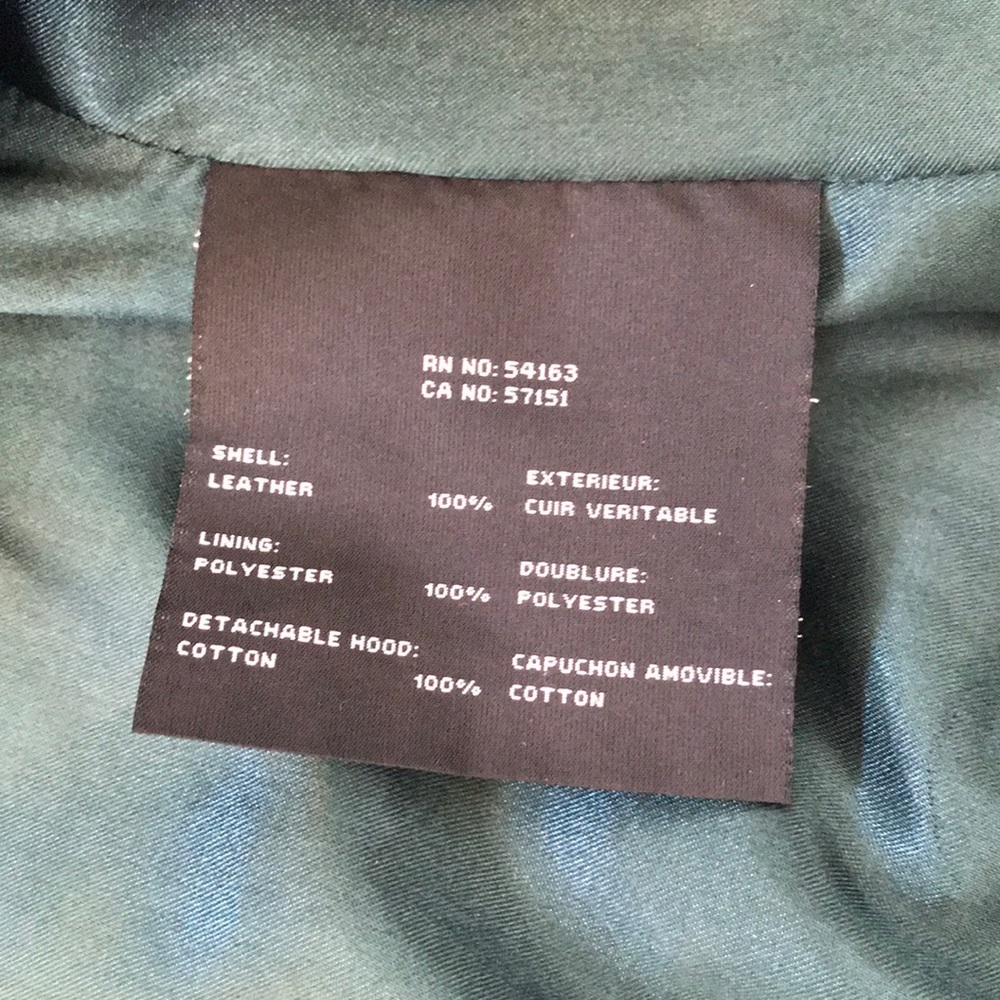 RN NO: 54163
CA NO: 57151
SHELL:
LEATHER 100%
LINING:
POLYESTER 100%
DETACHABLE HOOD:
COTTON 100%
EXTERIEUR:
CUIR VERITABLE
DOUBLURE:
POLYESTER
CAPUCHON AMOVIBLE:
COTTON